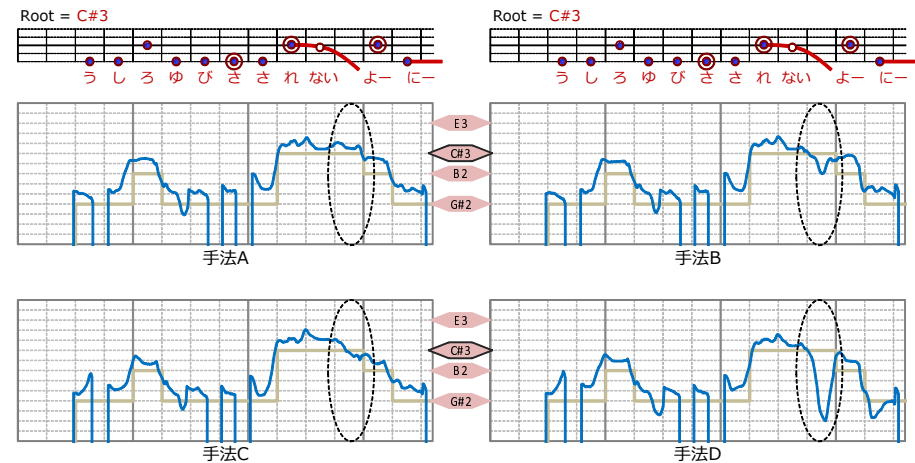 Root = C#3
Root = C#3
う し ろ ゆ び さ さ れ ない よー にー
う し ろ ゆ び さ さ れ ない よー にー
E3
C#3
B2
G#2
手法A
手法B
E3
C#3
B2
G#2
手法C
手法D